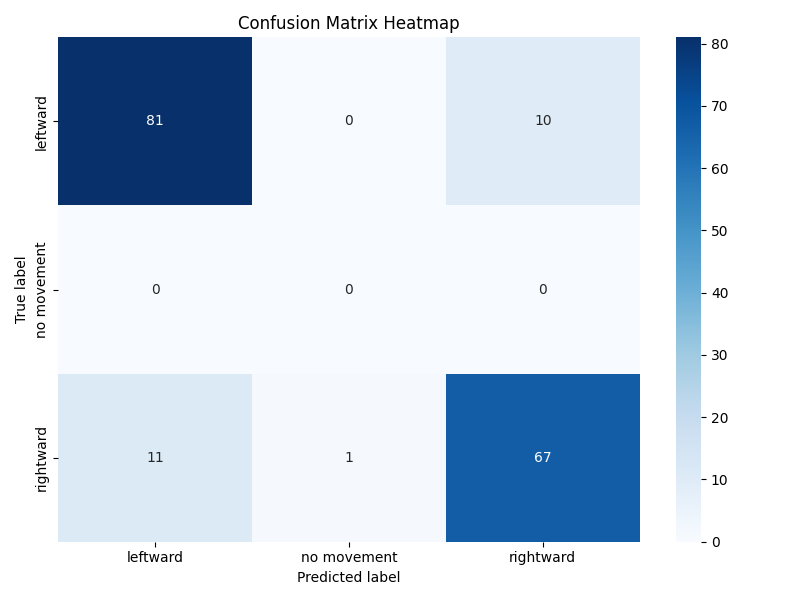 Confusion Matrix Heatmap
True label
leftward
81 0 10
no movement
0 0 0
rightward
11 1 67
leftward no movement rightward
Predicted label
80
70
60
50
40
30
20
10
0